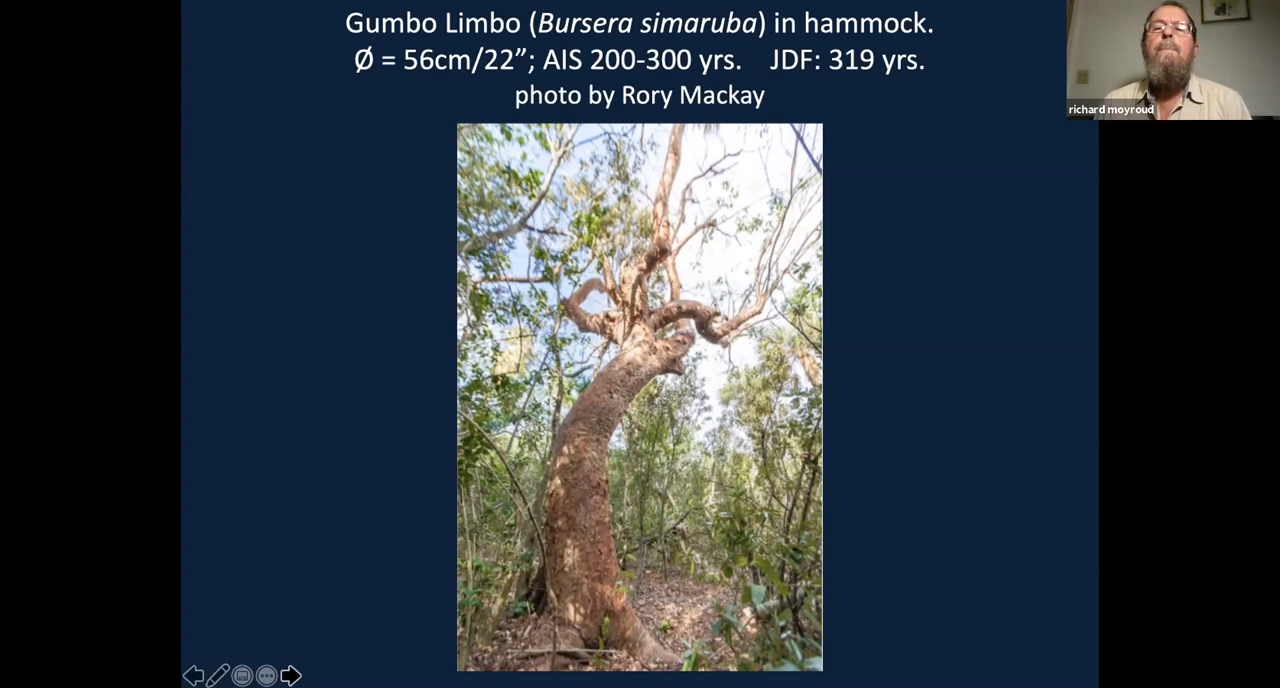 Gumbo Limbo (Bursera simaruba) in hammock.
Ø = 56cm/22”; AIS 200-300 yrs. JDF: 319 yrs.
photo by Rory Mackay
richard moyroud